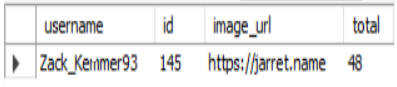 username id image_url total
Zack_Kemmer93 145 https://jarret.name 48